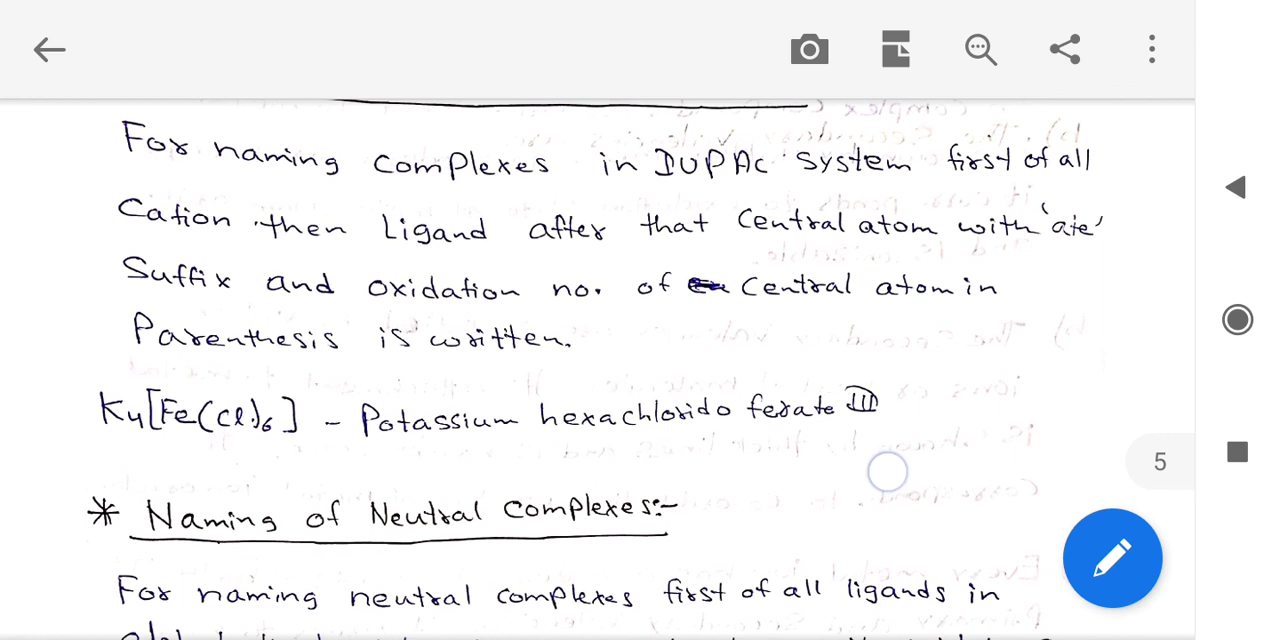 For naming complexes in IUPAC system first of all
Cation then Ligand after that Central atom with 'ate'
Suffix and oxidation no. of central atom in
Parenthesis is written.
K4[Fe(Cl)6] - Potassium hexachlorido ferate III
* Naming of Neutral Complexes:-
For naming neutral complexes first of all ligands in
5